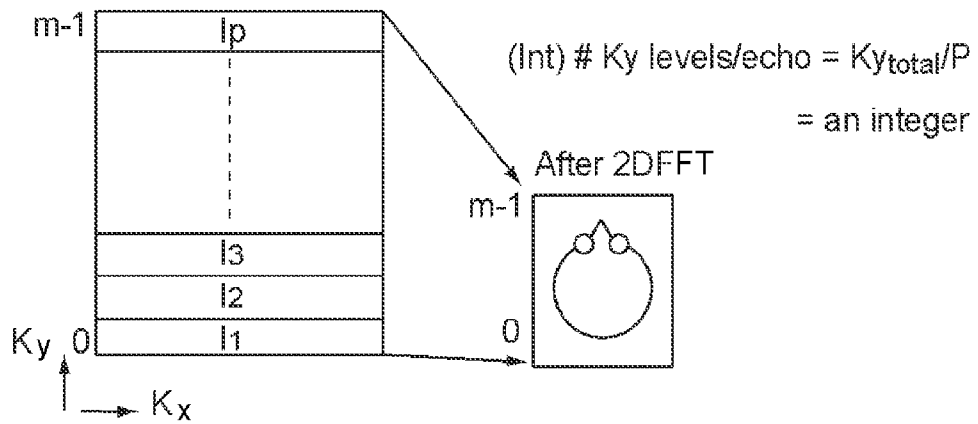 m-1
Ip
(Int) # Ky levels/echo = Kytotal/P
= an integer
After 2DFFT
m-1
I3
I2
I1
0
Ky 0
Kx